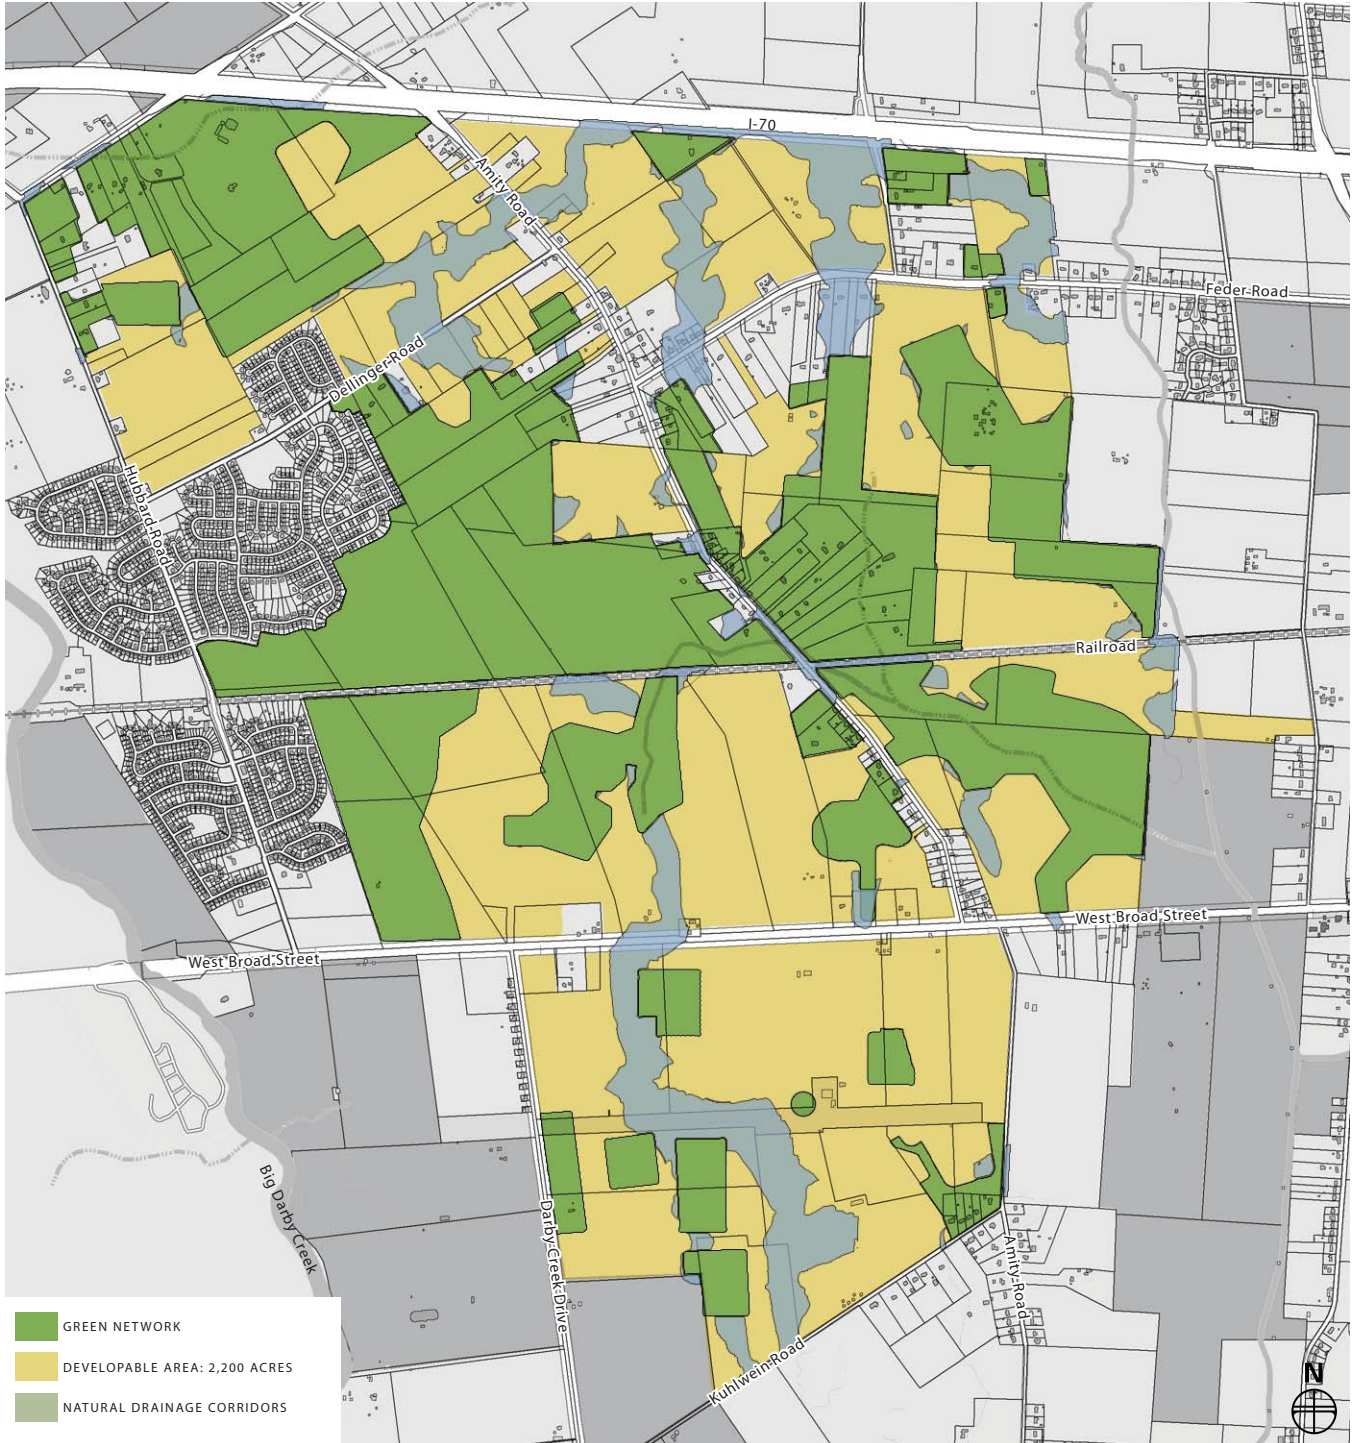 I-70
Amity Road
Feder Road
Dellinger Road
Hubbard Road
Railroad
West Broad Street
West Broad Street
Big Darby Creek
Darby Creek Drive
Amity Road
Kuhlwein Road
GREEN NETWORK
DEVELOPABLE AREA: 2,200 ACRES
NATURAL DRAINAGE CORRIDORS
N